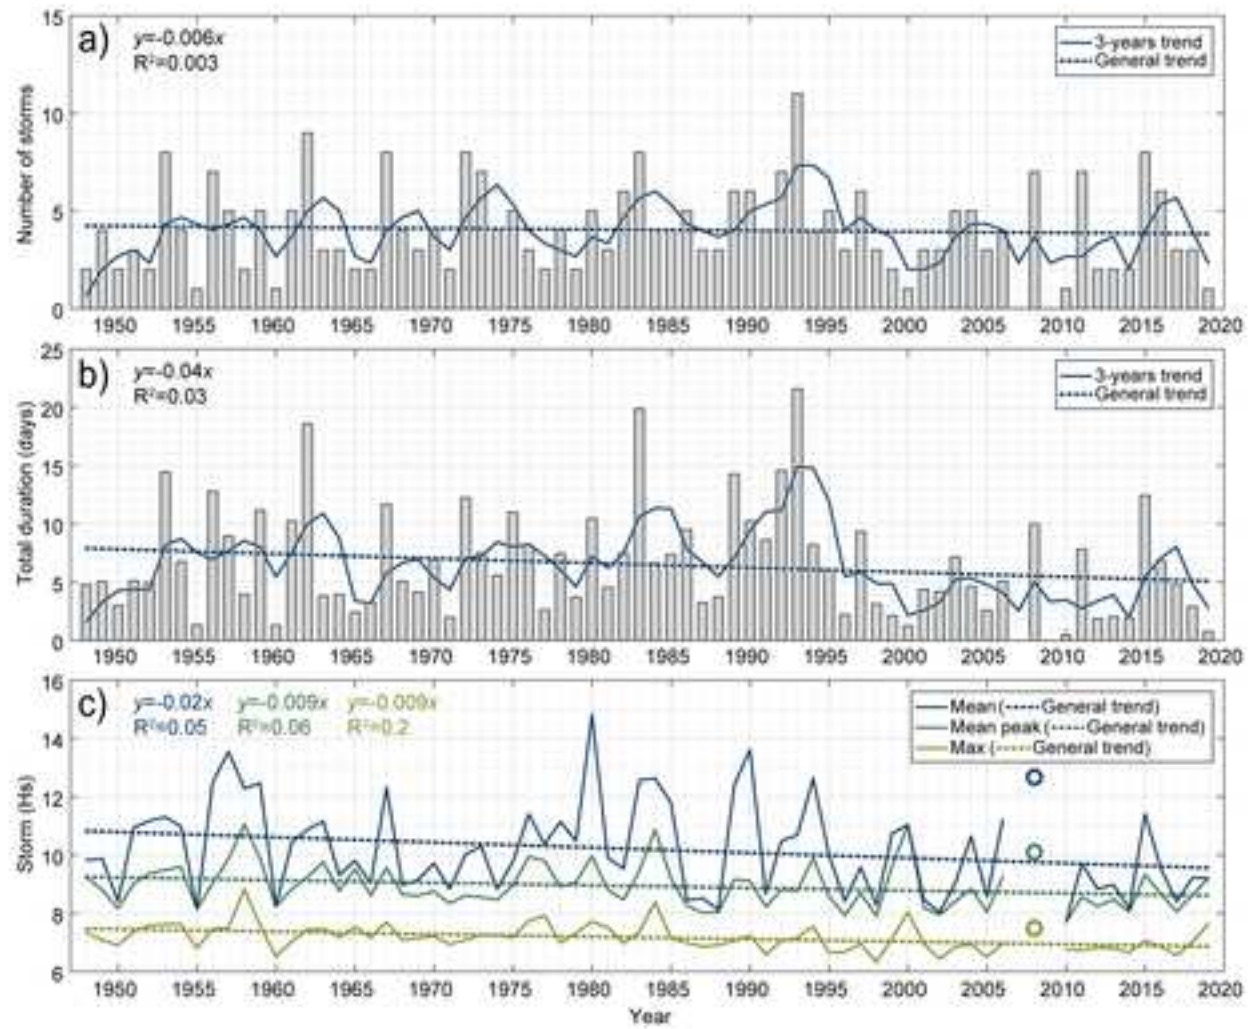 a)
y=-0.006x
R²=0.003
3-years trend
General trend
Number of storms
15
10
5
0
1950 1955 1960 1965 1970 1975 1980 1985 1990 1995 2000 2005 2010 2015 2020
b)
y=-0.04x
R²=0.03
3-years trend
General trend
Total duration (days)
25
20
15
10
5
0
1950 1955 1960 1965 1970 1975 1980 1985 1990 1995 2000 2005 2010 2015 2020
c)
y=-0.02x y=-0.009x y=-0.009x
R²=0.05 R²=0.06 R²=0.2
Mean (---- General trend)
Mean peak (---- General trend)
Max (---- General trend)
Storm (Hs)
16
14
12
10
8
6
1950 1955 1960 1965 1970 1975 1980 1985 1990 1995 2000 2005 2010 2015 2020
Year